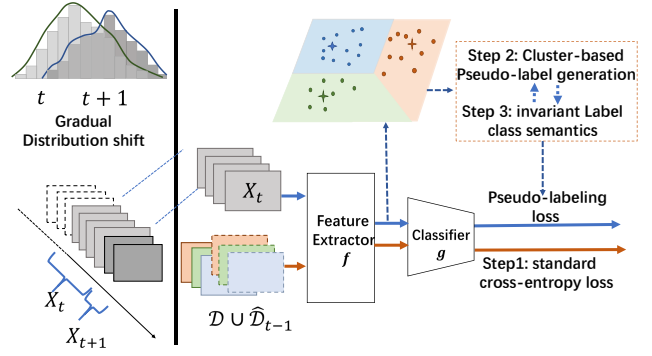 t
t + 1
Gradual
Distribution shift
X_t
X_{t+1}
X_t
𝒟 ∪ 𝒟̂_{t−1}
Feature
Extractor
f
Classifier
g
Step 2: Cluster-based
Pseudo-label generation
Step 3: invariant Label
class semantics
Pseudo-labeling
loss
Step1: standard
cross-entropy loss